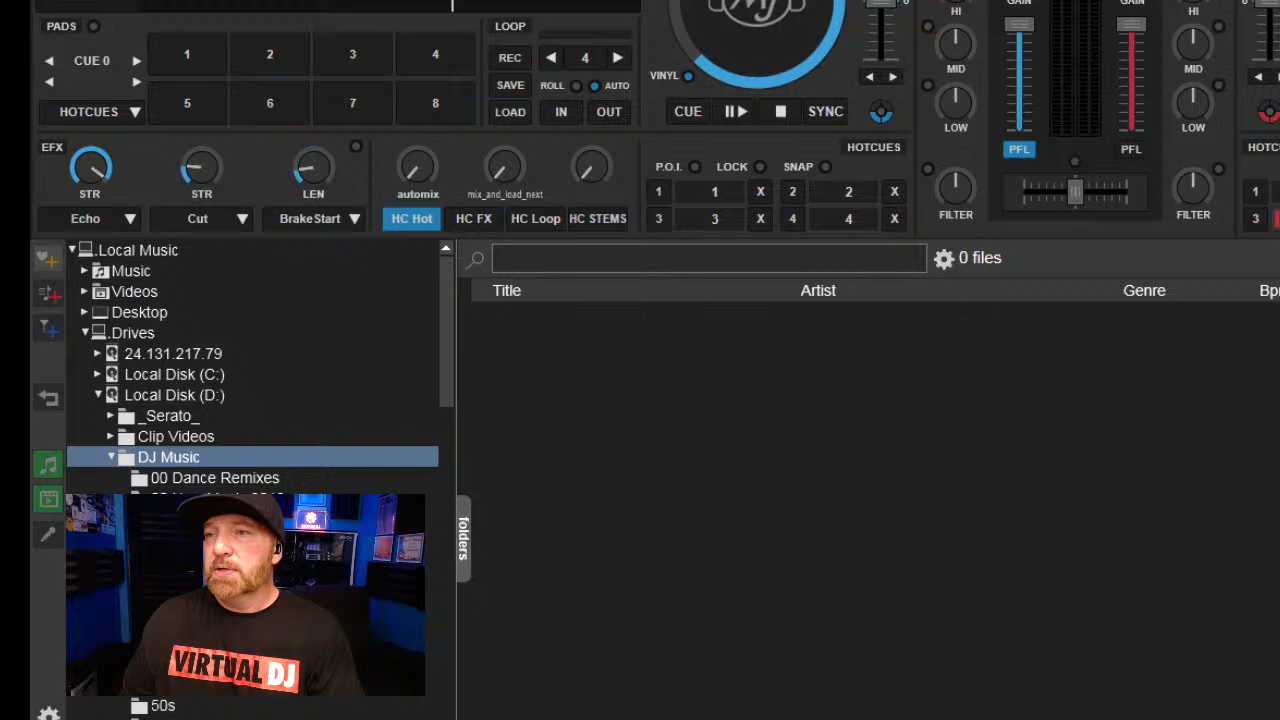 GAIN GAIN
PADS LOOP HI HI
CUE 0 1 2 3 4 REC 4
SAVE ROLL AUTO VINYL MID MID
5 6 7 8
HOTCUES LOAD IN OUT CUE SYNC LOW LOW
EFX HOTCUES PFL PFL HOTC
P.O.I. LOCK SNAP
STR STR LEN automix mix_and_load_next 1 1 X 2 2 X 1
FILTER FILTER
Echo Cut BrakeStart HC Hot HC FX HC Loop HC STEMS 3 3 X 4 4 X 3
.Local Music
0 files
Music
Videos Title Artist Genre Bp
Desktop
.Drives
24.131.217.79
Local Disk (C:)
Local Disk (D:)
_Serato_
Clip Videos
DJ Music
00 Dance Remixes
folders
VIRTUAL DJ
50s